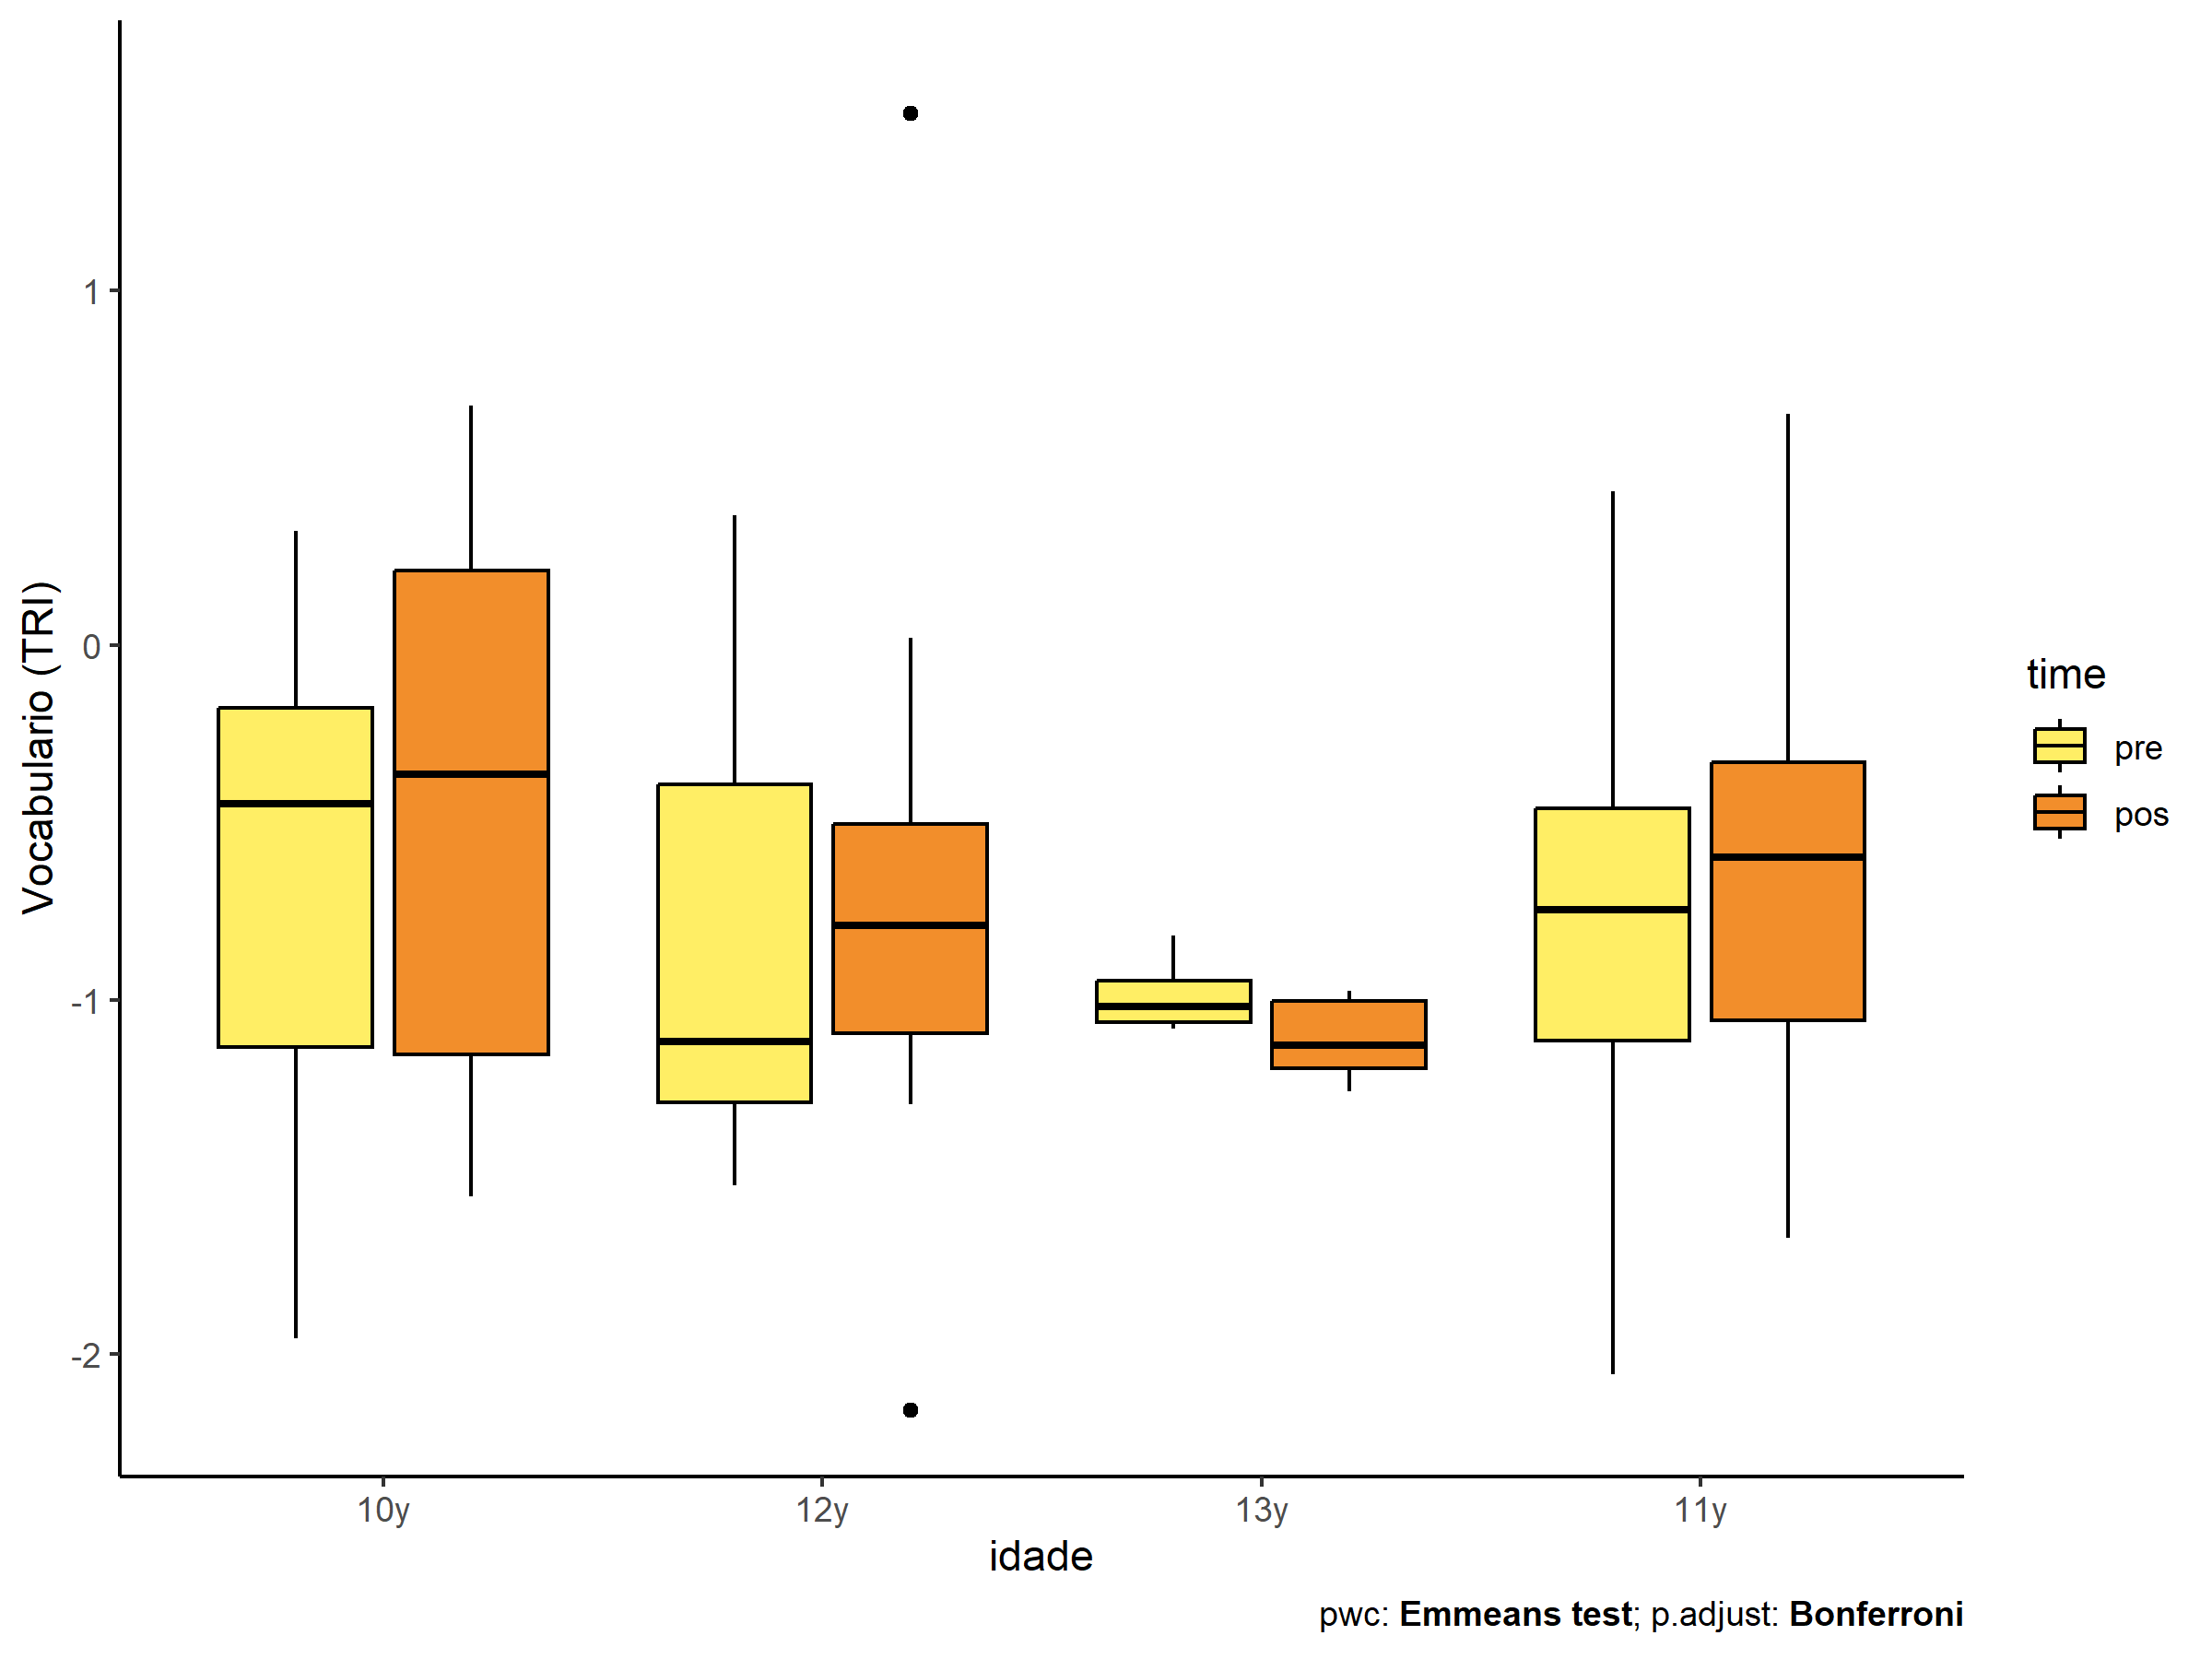 Vocabulario (TRI)
1
0
-1
-2
10y 12y 13y 11y
idade
time
pre
pos
pwc: Emmeans test; p.adjust: Bonferroni